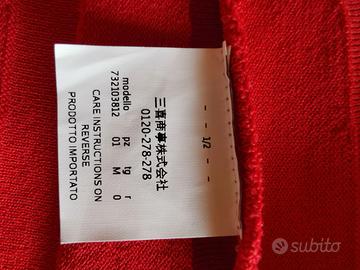 - - 1/2 - -
三喜商事株式会社
0120-278-278
modello pz tg r
732103812 01 M 0
CARE INSTRUCTIONS ON
REVERSE
PRODOTTO IMPORTATO
subito